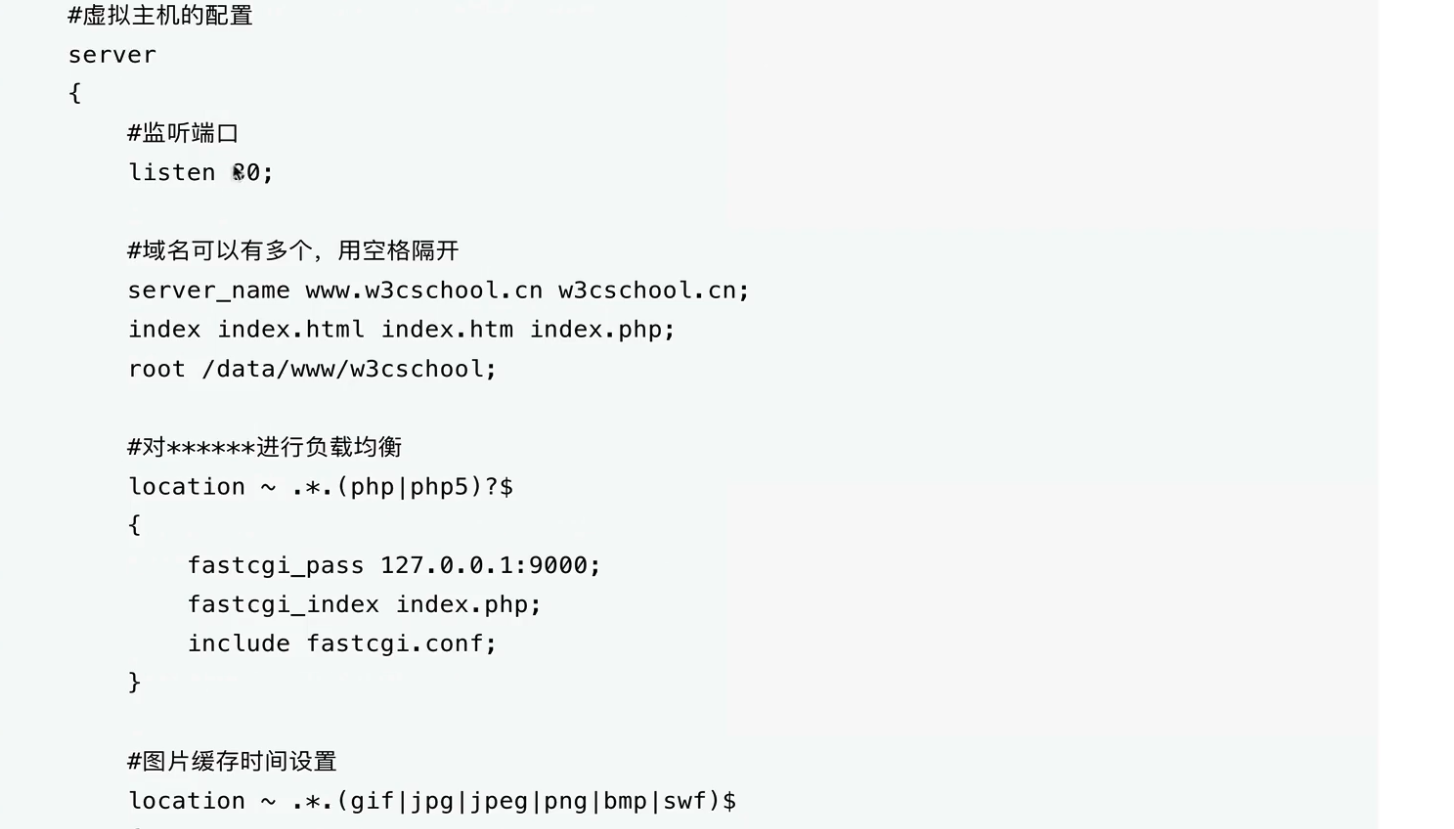 #虚拟主机的配置
server
{
#监听端口
listen 80;
#域名可以有多个，用空格隔开
server_name www.w3cschool.cn w3cschool.cn;
index index.html index.htm index.php;
root /data/www/w3cschool;
#对******进行负载均衡
location ~ .*.(php|php5)?$
{
fastcgi_pass 127.0.0.1:9000;
fastcgi_index index.php;
include fastcgi.conf;
}
#图片缓存时间设置
location ~ .*.(gif|jpg|jpeg|png|bmp|swf)$